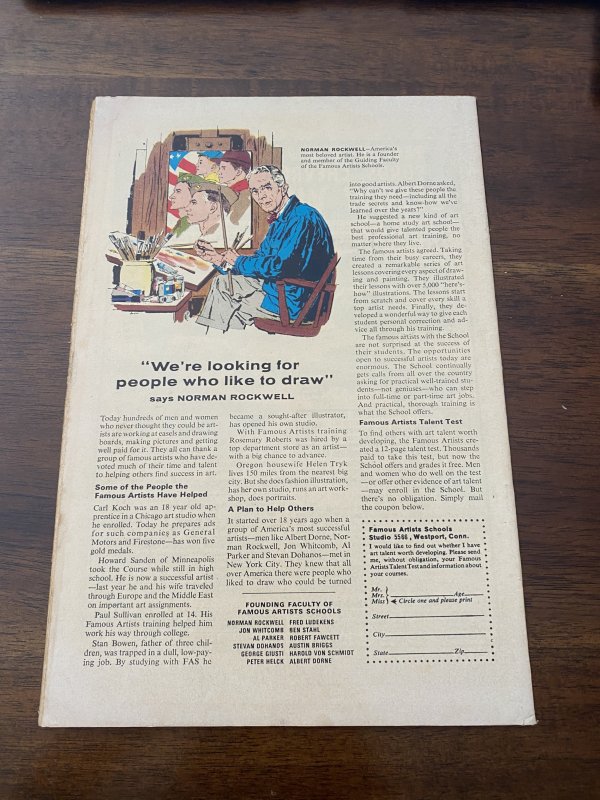 NORMAN ROCKWELL—America's
most beloved artist. He is a founder
and member of the Guiding Faculty
of the Famous Artists Schools.
"We're looking for
people who like to draw"
says NORMAN ROCKWELL
Today hundreds of men and women
who never thought they could be art-
ists are working at easels and drawing
boards, making pictures and getting
well paid for it. They all can thank a
group of famous artists who have de-
voted much of their time and talent
to helping others find success in art.
Some of the People the
Famous Artists Have Helped
Carl Koch was an 18 year old ap-
prentice in a Chicago art studio when
he enrolled. Today he prepares ads
for such companies as General
Motors and Firestone—has won five
gold medals.
Howard Sanden of Minneapolis
took the Course while still in high
school. He is now a successful artist
—last year he and his wife traveled
through Europe and the Middle East
on important art assignments.
Paul Sullivan enrolled at 14. His
Famous Artists training helped him
work his way through college.
Stan Bowen, father of three chil-
dren, was trapped in a dull, low-pay-
ing job. By studying with FAS he
became a sought-after illustrator,
has opened his own studio.
With Famous Artists training
Rosemary Roberts was hired by a
top department store as an artist—
with a big chance to advance.
Oregon housewife Helen Tryk
lives 150 miles from the nearest big
city. But she does fashion illustration,
has her own studio, runs an art work-
shop, does portraits.
A Plan to Help Others
It started over 18 years ago when a
group of America's most successful
artists—men like Albert Dorne, Nor-
man Rockwell, Jon Whitcomb, Al
Parker and Stevan Dohanos—met in
New York City. They knew that all
over America there were people who
liked to draw who could be turned
FOUNDING FACULTY OF
FAMOUS ARTISTS SCHOOLS
NORMAN ROCKWELL FRED LUDEKENS
JON WHITCOMB BEN STAHL
AL PARKER ROBERT FAWCETT
STEVAN DOHANOS AUSTIN BRIGGS
GEORGE GIUSTI HAROLD VON SCHMIDT
PETER HELCK ALBERT DORNE
into good artists. Albert Dorne asked,
"Why can't we give these people the
training they need—including all the
trade secrets and know-how we've
learned over the years?"
He suggested a new kind of art
school—a home study art school—
that would give talented people the
best professional art training, no
matter where they live.
The famous artists agreed. Taking
time from their busy careers, they
created a remarkable series of art
lessons covering every aspect of draw-
ing and painting. They illustrated
their lessons with over 5,000 "here's-
how" illustrations. The lessons start
from scratch and cover every skill a
top artist needs. Finally, they de-
veloped a wonderful way to give each
student personal correction and ad-
vice all through his training.
The famous artists with the School
are not surprised at the success of
their students. The opportunities
open to successful artists today are
enormous. The School continually
gets calls from all over the country
asking for practical well-trained stu-
dents—not geniuses—who can step
into full-time or part-time art jobs.
And practical, thorough training is
what the School offers.
Famous Artists Talent Test
To find others with art talent worth
developing, the Famous Artists cre-
ated a 12-page talent test. Thousands
paid to take this test, but now the
School offers and grades it free. Men
and women who do well on the test
—or offer other evidence of art talent
—may enroll in the School. But
there's no obligation. Simply mail
the coupon below.
Famous Artists Schools
Studio 5586, Westport, Conn.
I would like to find out whether I have
art talent worth developing. Please send
me, without obligation, your Famous
Artists Talent Test and information about
your courses.
Mr.
Mrs. Age
Miss Circle one and please print
Street
City
State Zip